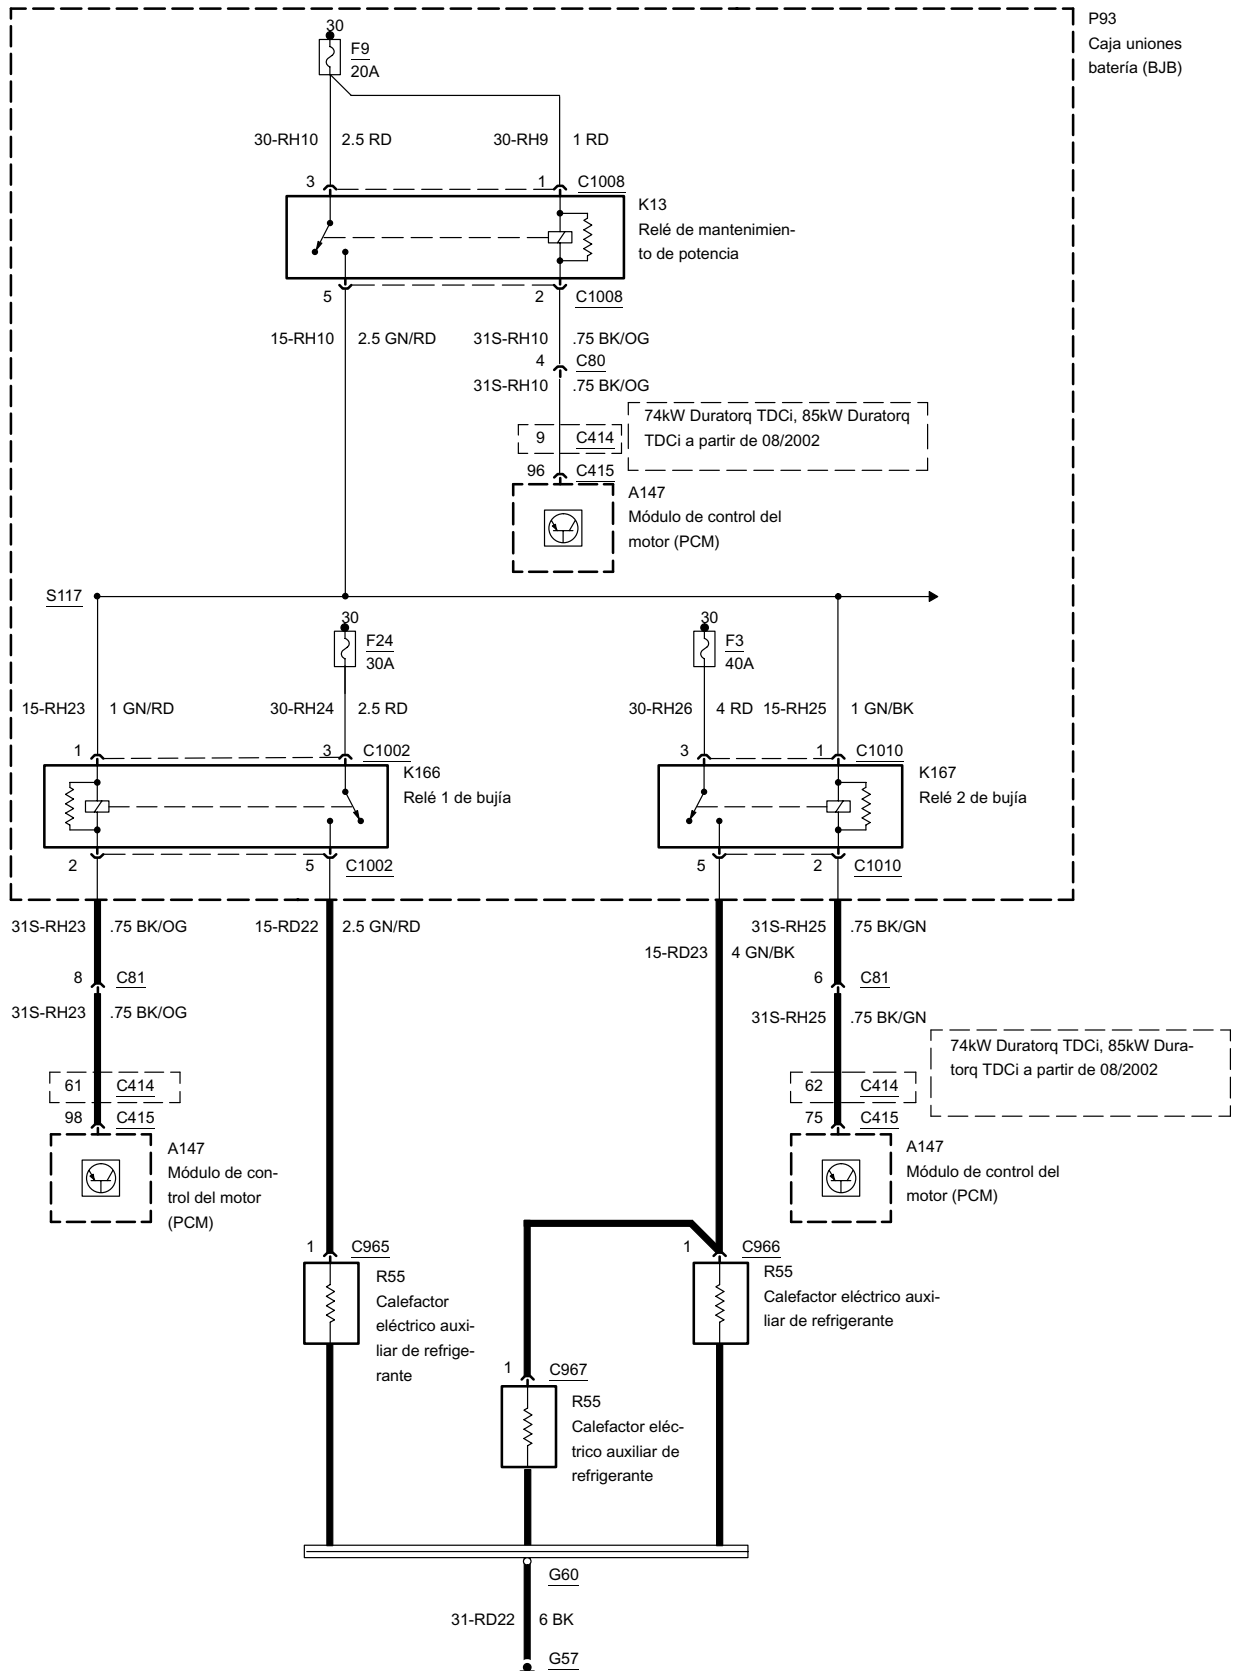 30
F9
20A
P93
Caja uniones
batería (BJB)
30-RH10 2.5 RD 30-RH9 1 RD
3 1 C1008
K13
Relé de mantenimien-
to de potencia
5 2 C1008
15-RH10 2.5 GN/RD 31S-RH10 .75 BK/OG
4 C80
31S-RH10 .75 BK/OG
74kW Duratorq TDCi, 85kW Duratorq
TDCi a partir de 08/2002
9 C414
96 C415
A147
Módulo de control del
motor (PCM)
S117
30
F24
30A
30
F3
40A
15-RH23 1 GN/RD 30-RH24 2.5 RD 30-RH26 4 RD 15-RH25 1 GN/BK
1 3 C1002 3 1 C1010
K166
Relé 1 de bujía
K167
Relé 2 de bujía
2 5 C1002 5 2 C1010
31S-RH23 .75 BK/OG 15-RD22 2.5 GN/RD 31S-RH25 .75 BK/GN
15-RD23 4 GN/BK
8 C81 6 C81
31S-RH23 .75 BK/OG 31S-RH25 .75 BK/GN
74kW Duratorq TDCi, 85kW Dura-
torq TDCi a partir de 08/2002
61 C414 62 C414
98 C415 75 C415
A147
Módulo de con-
trol del motor
(PCM)
A147
Módulo de control del
motor (PCM)
1 C965 1 C966
R55
Calefactor
eléctrico auxi-
liar de refrige-
rante
R55
Calefactor eléctrico auxi-
liar de refrigerante
1 C967
R55
Calefactor eléc-
trico auxiliar de
refrigerante
G60
31-RD22 6 BK
G57